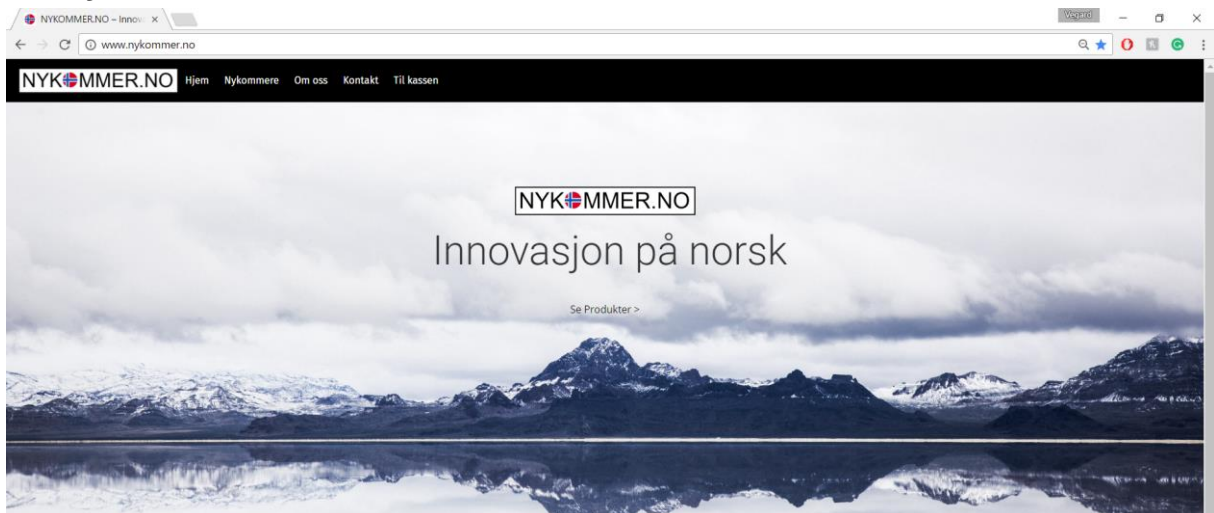 NYKOMMER.NO – Innov
Vegard
www.nykommer.no
NYKOMMER.NO Hjem Nykommere Om oss Kontakt Til kassen
NYKOMMER.NO
Innovasjon på norsk
Se Produkter >